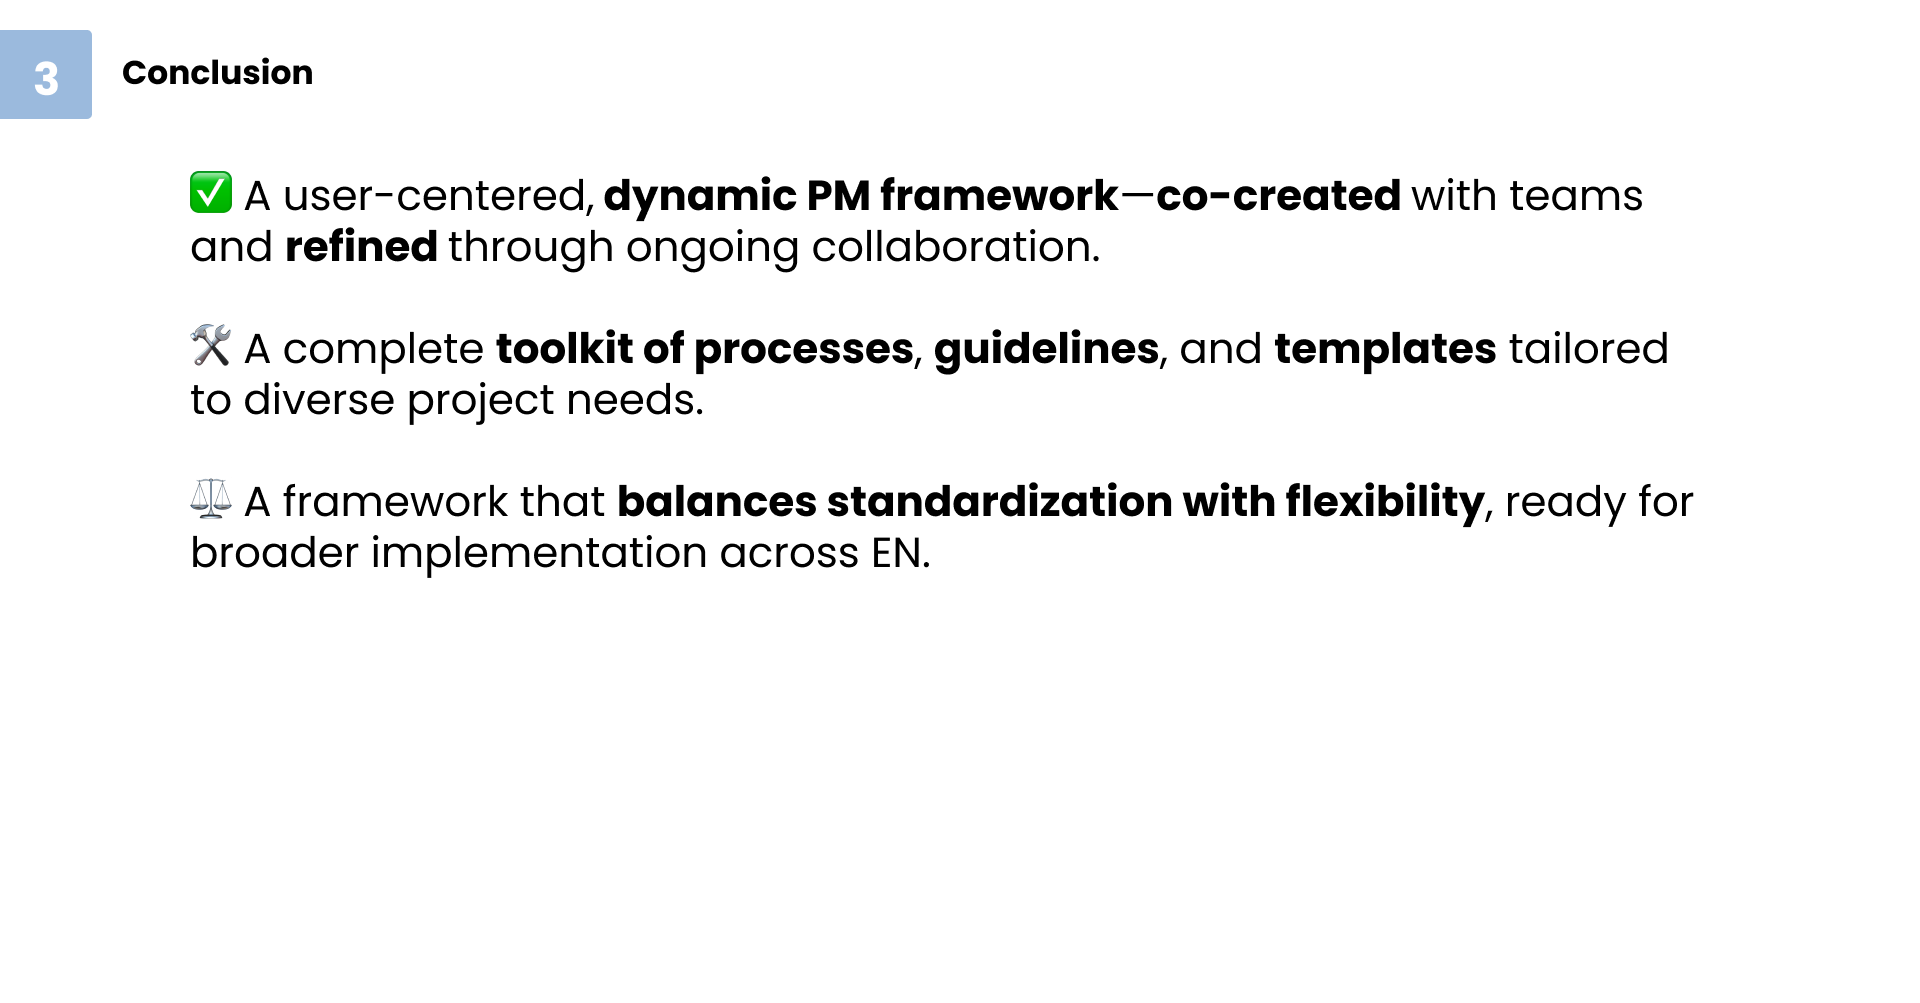 3
Conclusion
✅ A user-centered, dynamic PM framework—co-created with teams
and refined through ongoing collaboration.
🛠️ A complete toolkit of processes, guidelines, and templates tailored
to diverse project needs.
⚖️ A framework that balances standardization with flexibility, ready for
broader implementation across EN.